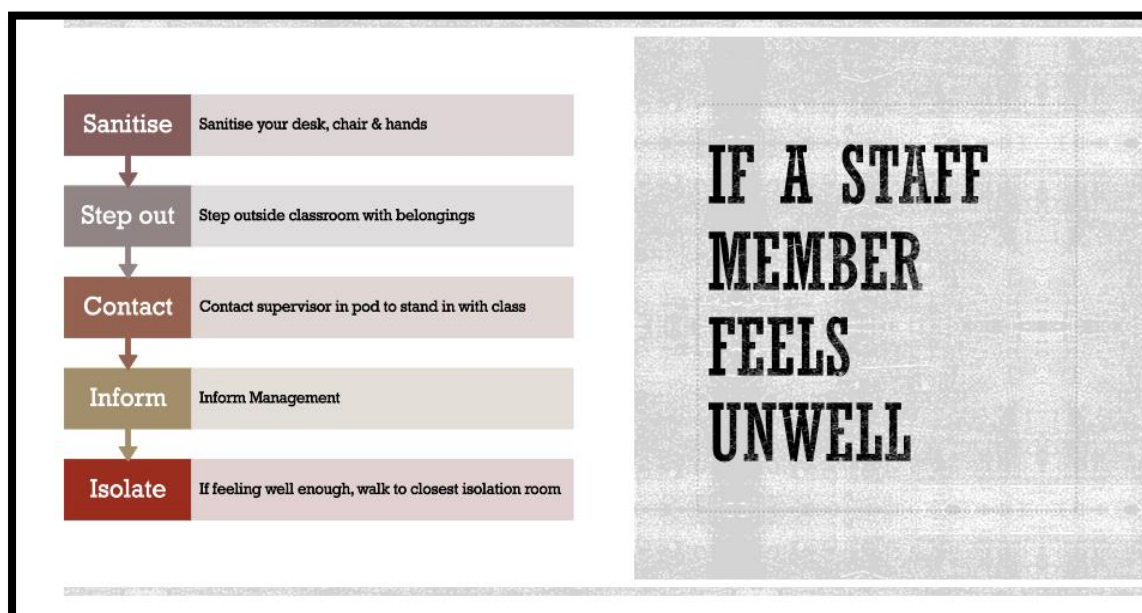 Sanitise
Sanitise your desk, chair & hands
Step out
Step outside classroom with belongings
Contact
Contact supervisor in pod to stand in with class
Inform
Inform Management
Isolate
If feeling well enough, walk to closest isolation room
IF A STAFF
MEMBER
FEELS
UNWELL